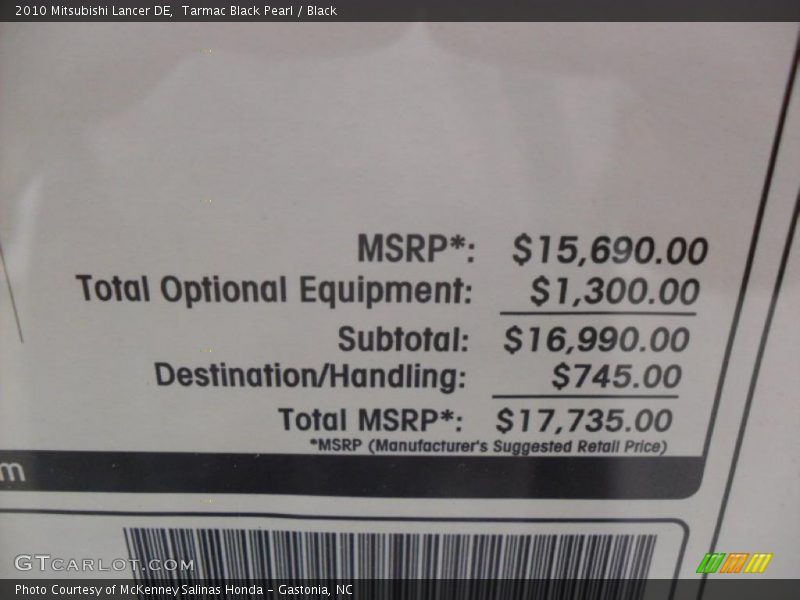 2010 Mitsubishi Lancer DE,  Tarmac Black Pearl / Black
MSRP*: $15,690.00
Total Optional Equipment: $1,300.00
Subtotal: $16,990.00
Destination/Handling: $745.00
Total MSRP*: $17,735.00
*MSRP (Manufacturer's Suggested Retail Price)
m
GTCARLOT.COM
Photo Courtesy of McKenney Salinas Honda - Gastonia, NC